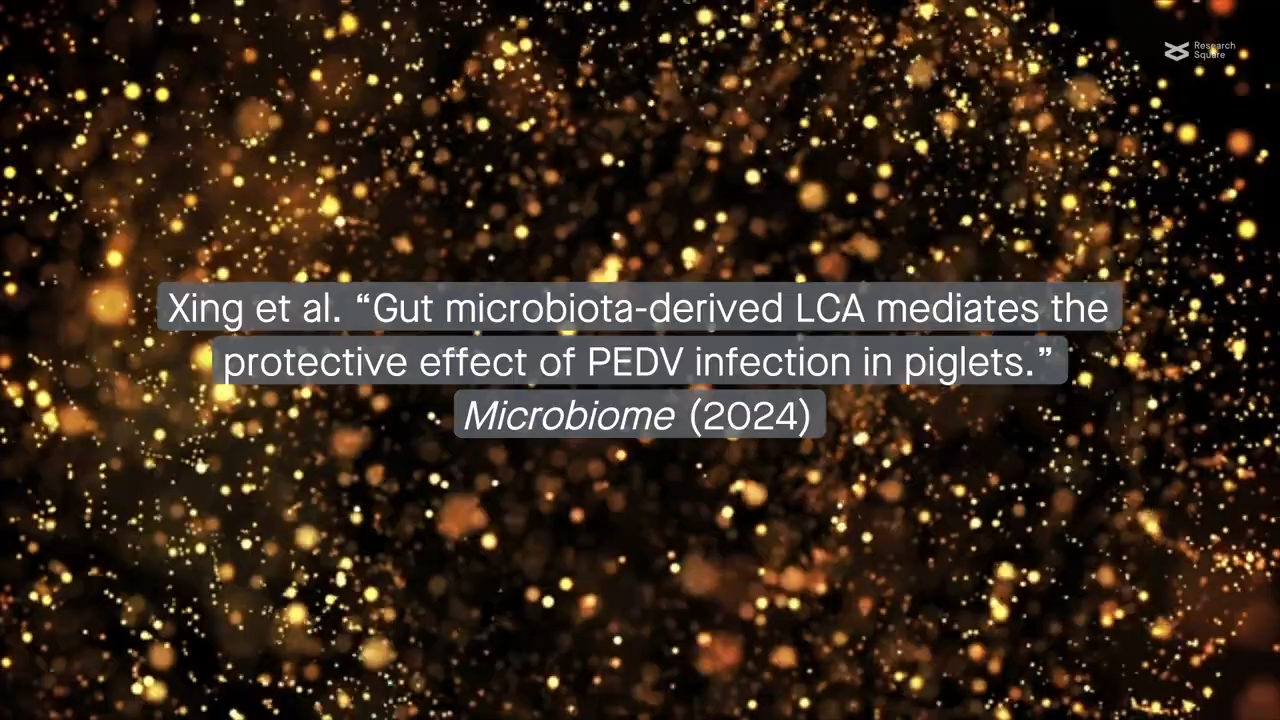 Research
Square
Xing et al. “Gut microbiota-derived LCA mediates the
protective effect of PEDV infection in piglets.”
Microbiome (2024)